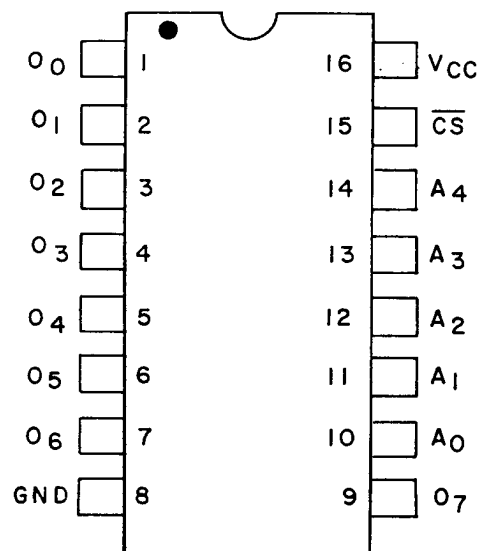 O0 1 16 VCC
O1 2 15 C̅S̅
O2 3 14 A4
O3 4 13 A3
O4 5 12 A2
O5 6 11 A1
O6 7 10 A0
GND 8 9 O7